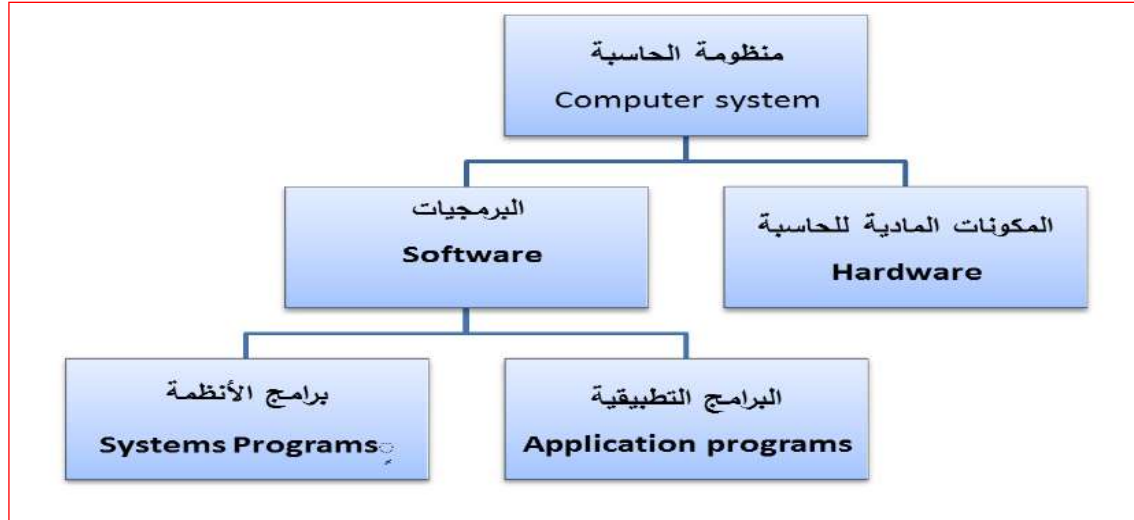 منظومة الحاسبة
Computer system
المكونات المادية للحاسبة
Hardware
البرمجيات
Software
البرامج التطبيقية
Application programs
برامج الأنظمة
Systems Programs